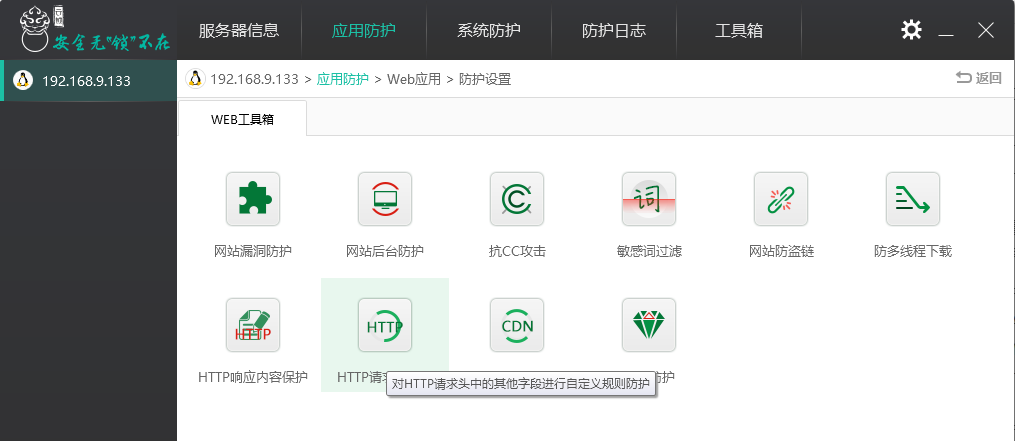 安全无"锁"不在
服务器信息 应用防护 系统防护 防护日志 工具箱
192.168.9.133
192.168.9.133 > 应用防护 > Web应用 > 防护设置 返回
WEB工具箱
词
网站漏洞防护 网站后台防护 抗CC攻击 敏感词过滤 网站防盗链 防多线程下载
HTTP HTTP CDN
HTTP响应内容保护 HTTP请 防护
对HTTP请求头中的其他字段进行自定义规则防护